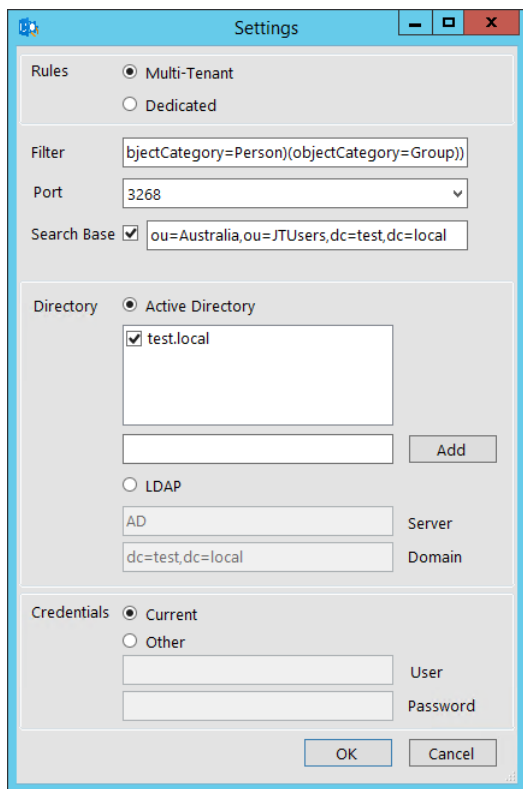 Settings
Rules
Multi-Tenant
Dedicated
Filter
bjectCategory=Person)(objectCategory=Group))
Port
3268
Search Base
ou=Australia,ou=JTUsers,dc=test,dc=local
Directory
Active Directory
test.local
Add
LDAP
AD
Server
dc=test,dc=local
Domain
Credentials
Current
Other
User
Password
OK
Cancel